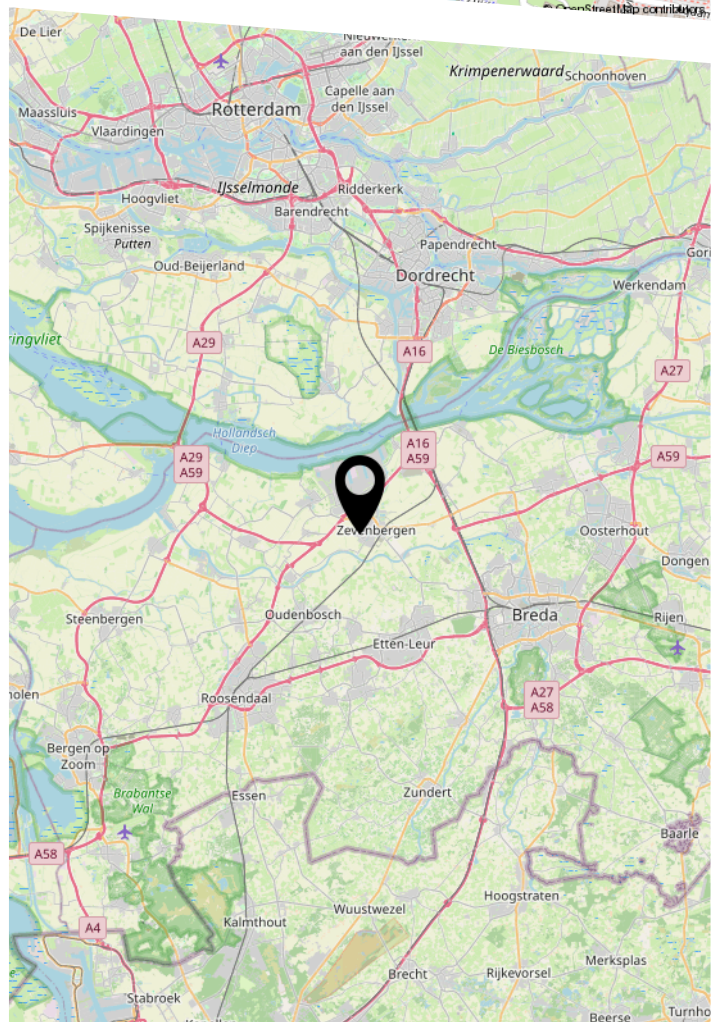 © OpenStreetMap contributors
De Lier
aan den IJssel
Krimpenerwaard
Schoonhoven
Capelle aan
den IJssel
Rotterdam
Maassluis
Vlaardingen
IJsselmonde
Ridderkerk
Hoogvliet
Barendrecht
Spijkenisse
Putten
Papendrecht
Oud-Beijerland
Dordrecht
Werkendam
A29
A16
De Biesbosch
A27
Hollandsch
Diep
A16
A59
A29
A59
A59
Zevenbergen
Oosterhout
Dongen
Steenbergen
Oudenbosch
Breda
Rijen
Etten-Leur
Roosendaal
A27
A58
Bergen op
Zoom
Brabantse
Wal
Essen
Zundert
Baarle
A58
Hoogstraten
Wuustwezel
Kalmthout
A4
Merksplas
Brecht
Rijkevorsel
Stabroek
Beerse